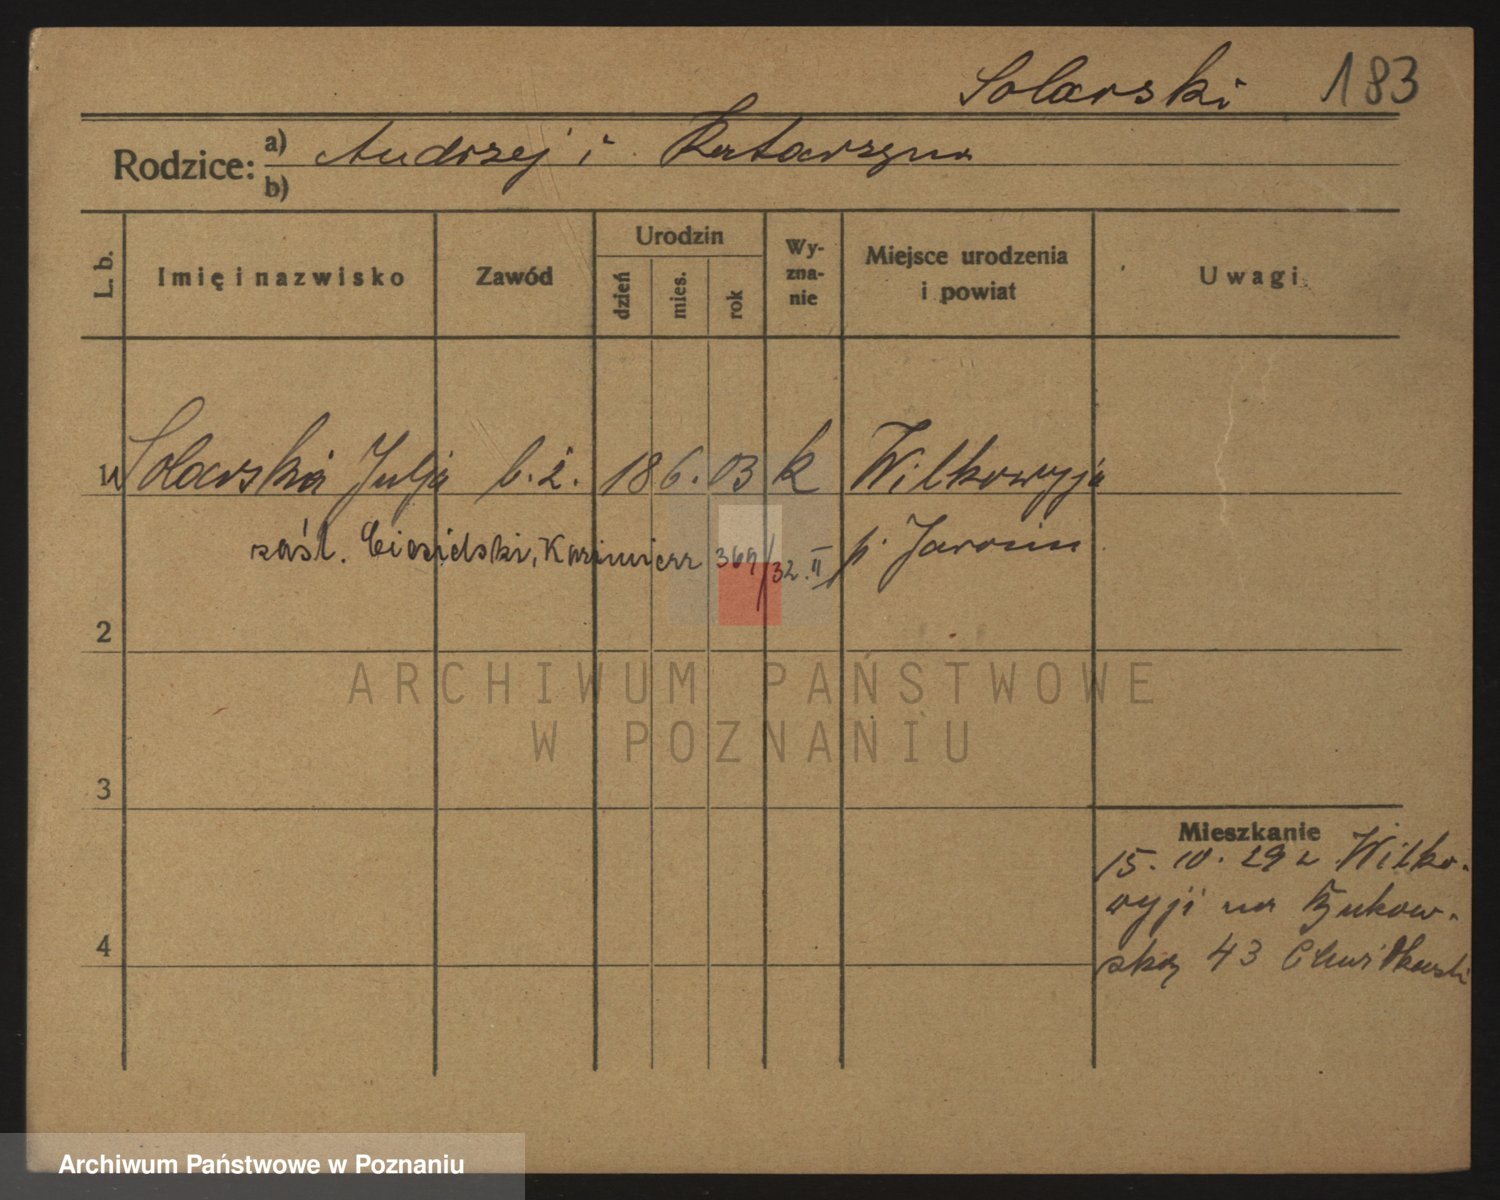 Solarski 183
Rodzice: a) Andrzej i Katarzyna
b)
L. b. Imię i nazwisko Zawód Urodzin dzień mies. rok Wy-zna-nie Miejsce urodzenia i powiat Uwagi
1 Solarska Julja b.z. 18 6. 03 k Wilkowyja
zaśl. Ciesielski, Kazimierz 369/32.II p. Jarocin
2
ARCHIWUM PAŃSTWOWE
W POZNANIU
3
Mieszkanie
15. 10. 29 z Wilko-
wyji na Bukow-
ską 43
4
Archiwum Państwowe w Poznaniu